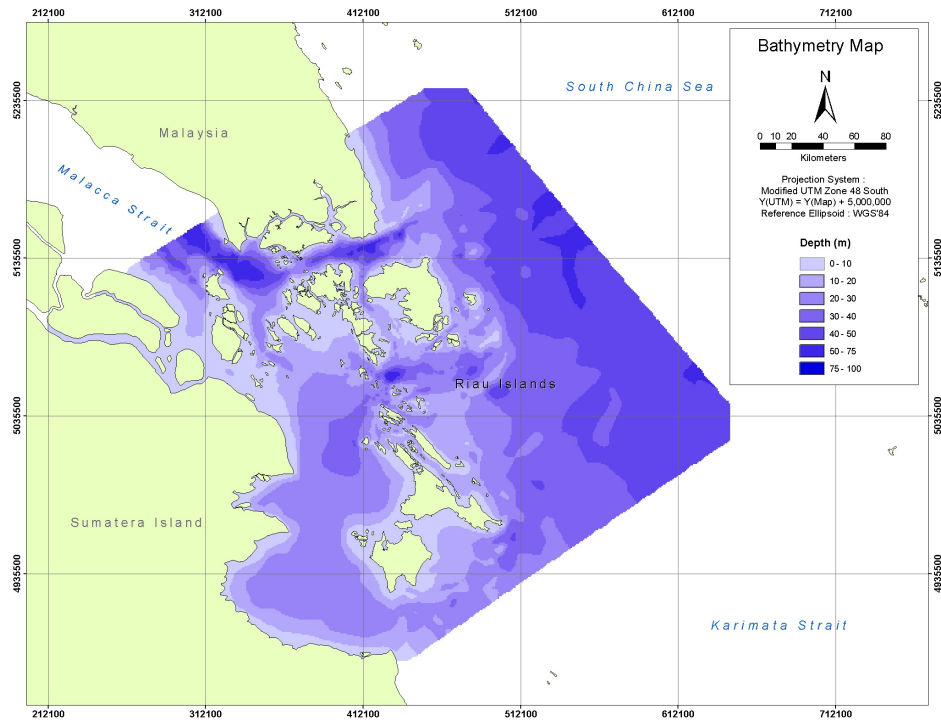 212100 312100 412100 512100 612100 712100
Bathymetry Map
N
0 10 20 40 60 80
Kilometers
Projection System :
Modified UTM Zone 48 South
Y(UTM) = Y(Map) + 5,000,000
Reference Ellipsoid : WGS'84
Depth (m)
0 - 10
10 - 20
20 - 30
30 - 40
40 - 50
50 - 75
75 - 100
South China Sea
Malaysia
Malacca Strait
Riau Islands
Sumatera Island
Karimata Strait
5235500
5135500
5035500
4935500
5235500
5135500
5035500
4935500
212100 312100 412100 512100 612100 712100